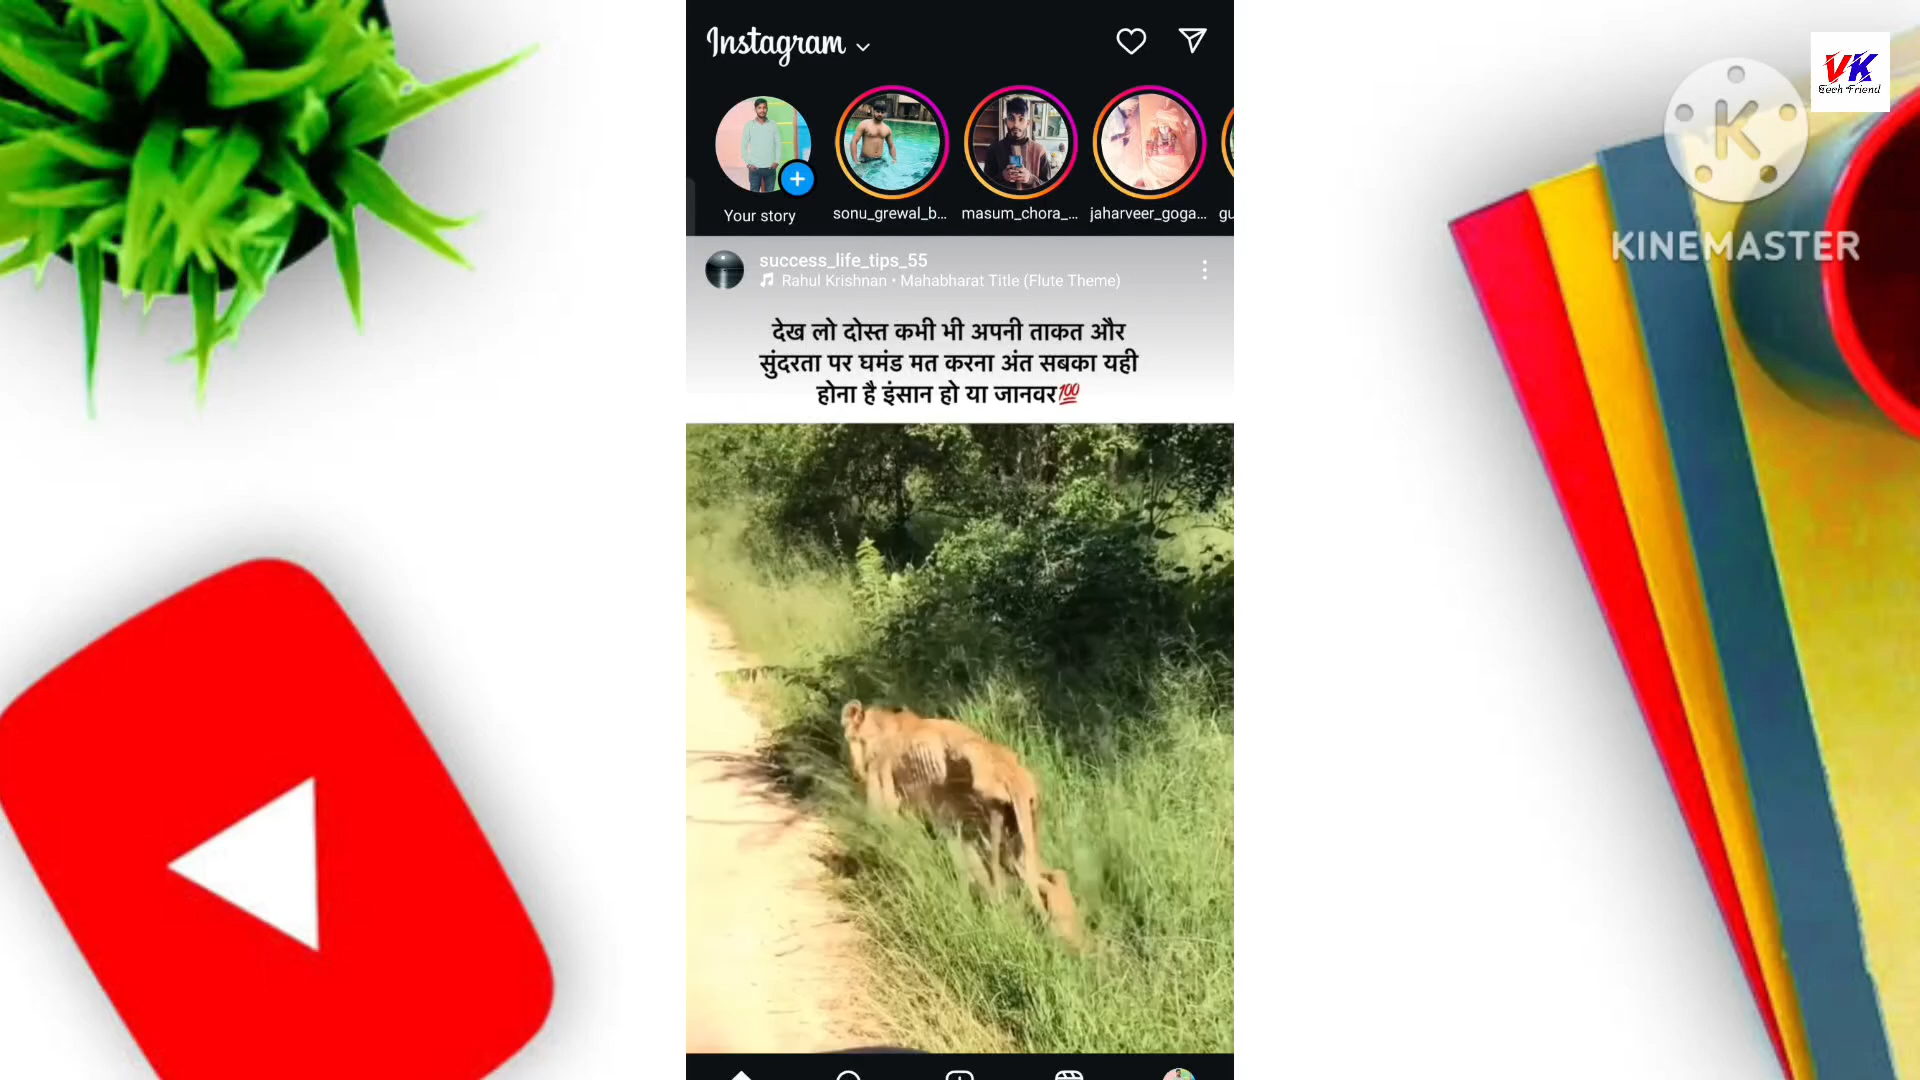 Instagram
VK
Tech Friend
Your story
sonu_grewal_b...
masum_chora_...
jaharveer_goga...
gu
KINEMASTER
success_life_tips_55
Rahul Krishnan • Mahabharat Title (Flute Theme)
देख लो दोस्त कभी भी अपनी ताकत और
सुंदरता पर घमंड मत करना अंत सबका यही
होना है इंसान हो या जानवर💯